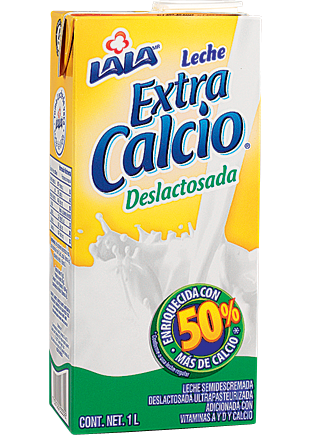 LALA MR
Leche
Extra
Calcio®
Deslactosada
ENRIQUECIDA CON
50%*
MÁS DE CALCIO
LECHE SEMIDESCREMADA
DESLACTOSADA ULTRAPASTEURIZADA
ADICIONADA CON
VITAMINAS A Y D Y CALCIO
CONT. NET. 1 L